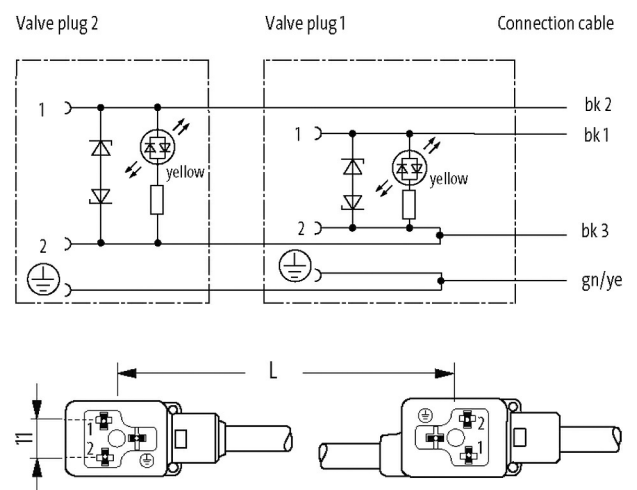 Valve plug 2 Valve plug 1 Connection cable
1 bk 2
1 bk 1
yellow yellow
2 bk 3
2
gn/ye
L
11
1
2
2
1